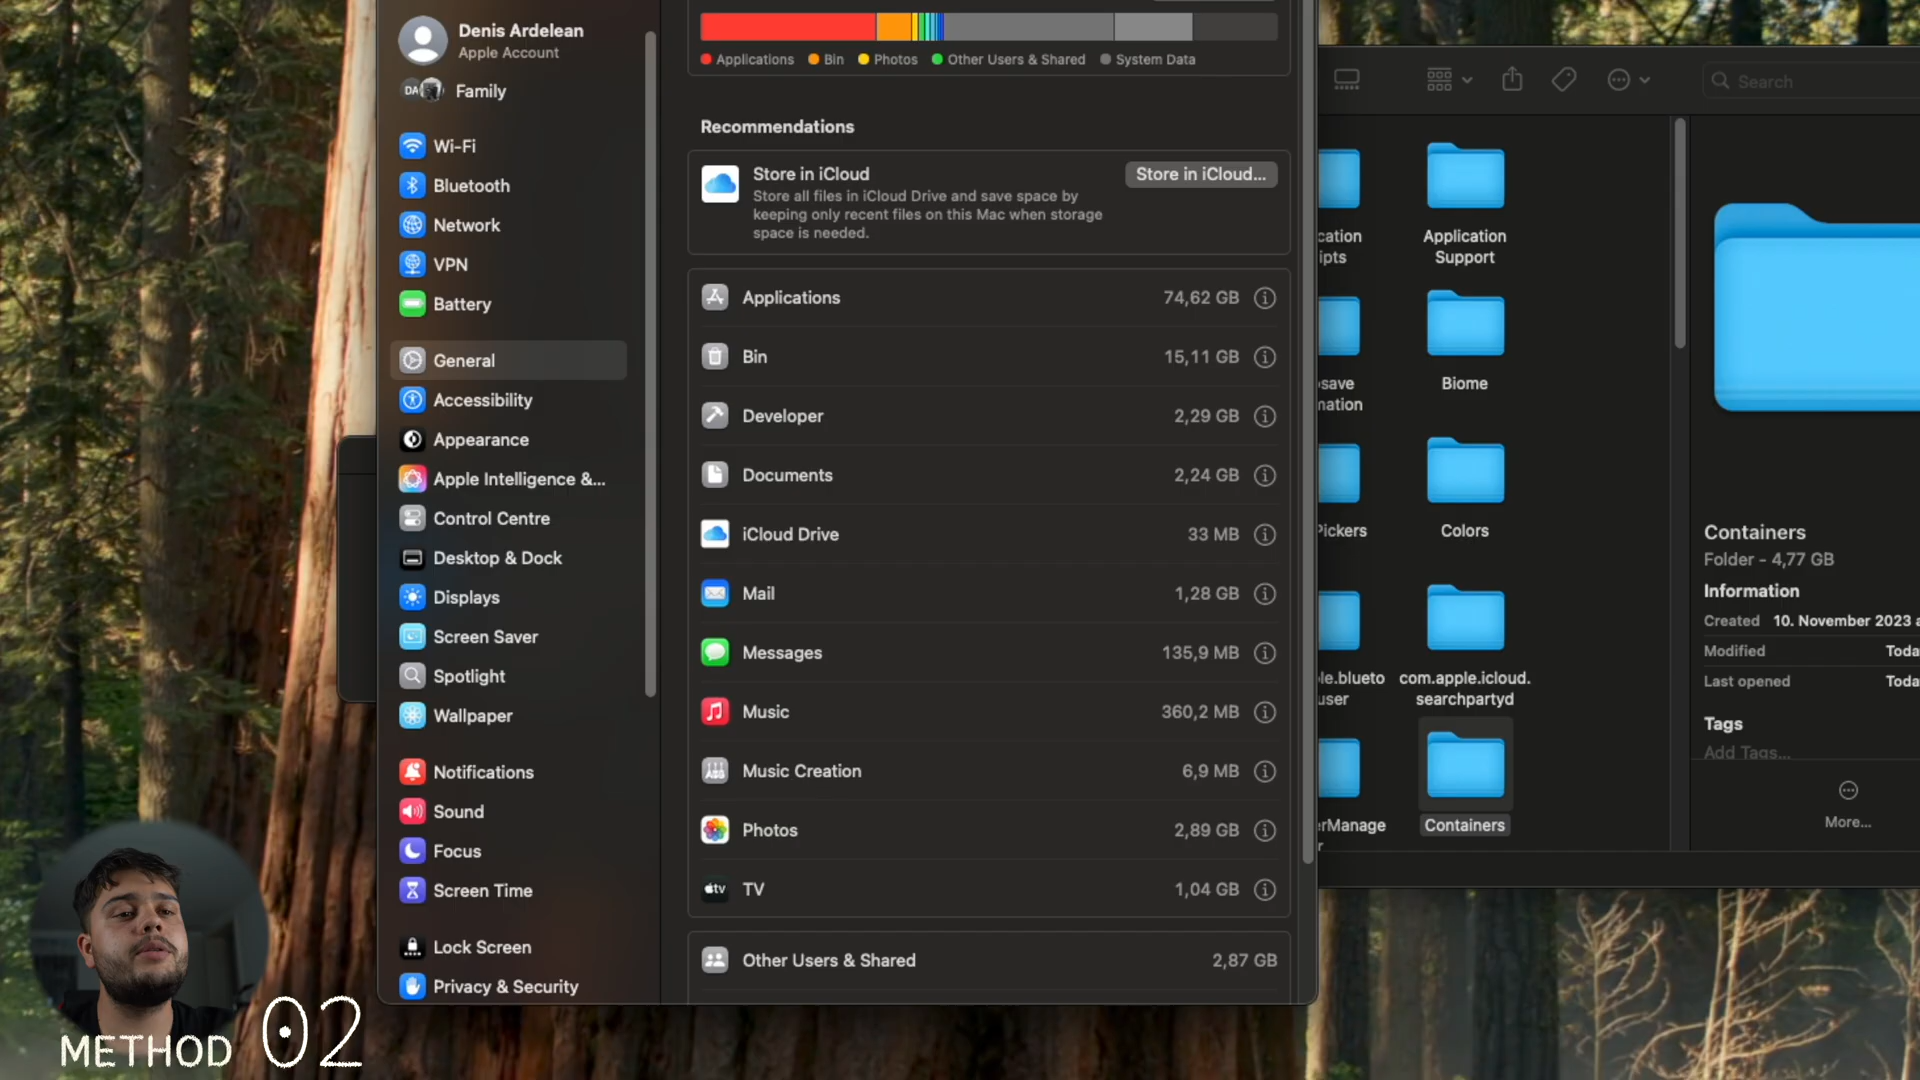 Denis Ardelean
Apple Account
DA
Family
Wi-Fi
Bluetooth
Network
VPN
Battery
General
Accessibility
Appearance
Apple Intelligence &...
Control Centre
Desktop & Dock
Displays
Screen Saver
Spotlight
Wallpaper
Notifications
Sound
Focus
Screen Time
Lock Screen
Privacy & Security
Applications
Bin
Photos
Other Users & Shared
System Data
Recommendations
Store in iCloud
Store in iCloud...
Store all files in iCloud Drive and save space by
keeping only recent files on this Mac when storage
space is needed.
Applications 74,62 GB
Bin 15,11 GB
Developer 2,29 GB
Documents 2,24 GB
iCloud Drive 33 MB
Mail 1,28 GB
Messages 135,9 MB
Music 360,2 MB
Music Creation 6,9 MB
Photos 2,89 GB
tv TV 1,04 GB
Other Users & Shared 2,87 GB
Search
cation
ipts
Application
Support
save
mation
Biome
Pickers
Colors
le.blueto
user
com.apple.icloud.
searchpartyd
rManage
r
Containers
Containers
Folder - 4,77 GB
Information
Created 10. November 2023 a
Modified Toda
Last opened Toda
Tags
Add Tags...
More...
METHOD 02